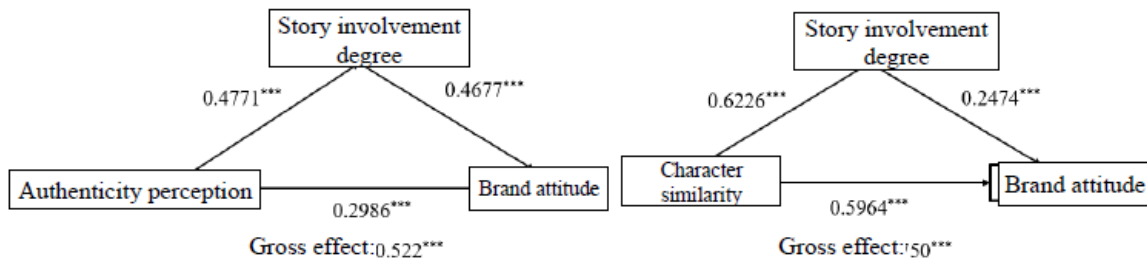 Story involvement
degree
0.4771***
0.4677***
Authenticity perception
Brand attitude
0.2986***
Gross effect:0.522***
Story involvement
degree
0.6226***
0.2474***
Character
similarity
Brand attitude
0.5964***
Gross effect: 50***